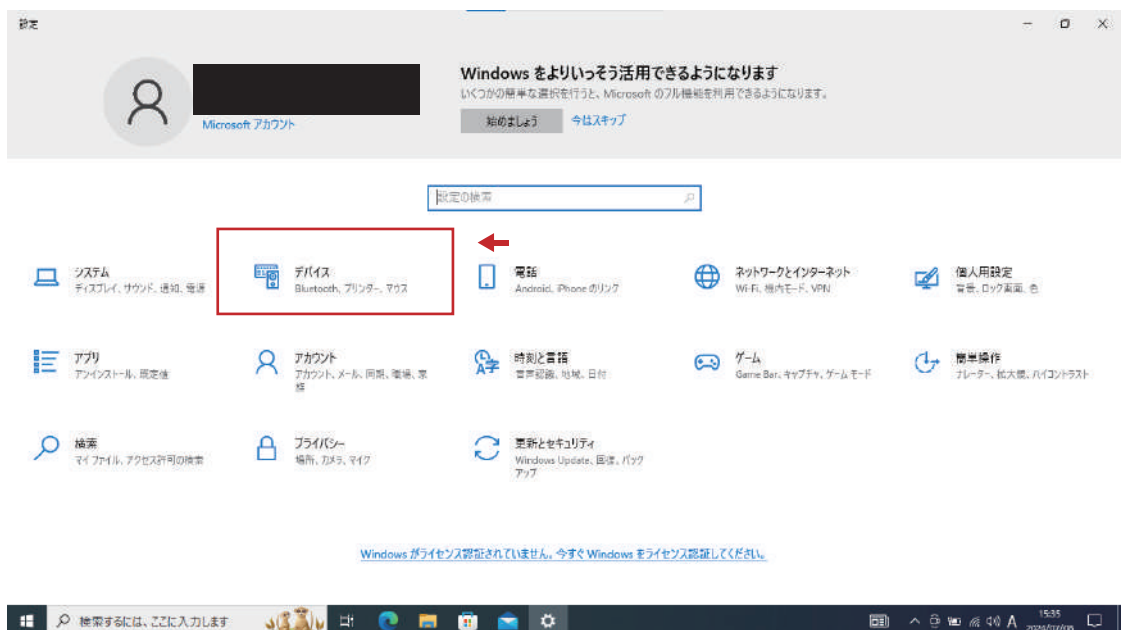 設定
Windows をよりいっそう活用できるようになります
いくつかの簡単な選択を行うと、Microsoft のフル機能を利用できるようになります。
Microsoft アカウント
始めましょう
今はスキップ
設定の検索
システム
ディスプレイ、サウンド、通知、電源
デバイス
Bluetooth、プリンター、マウス
電話
Android、iPhone のリンク
ネットワークとインターネット
Wi-Fi、機内モード、VPN
個人用設定
背景、ロック画面、色
アプリ
アンインストール、既定値
アカウント
アカウント、メール、同期、職場、家
族
時刻と言語
音声認識、地域、日付
ゲーム
Game Bar、キャプチャ、ゲーム モード
簡単操作
ナレーター、拡大鏡、ハイコントラスト
検索
マイ ファイル、アクセス許可の検索
プライバシー
場所、カメラ、マイク
更新とセキュリティ
Windows Update、回復、バック
アップ
Windows がライセンス認証されていません。今すぐ Windows をライセンス認証してください。
検索するには、ここに入力します
A
15:35